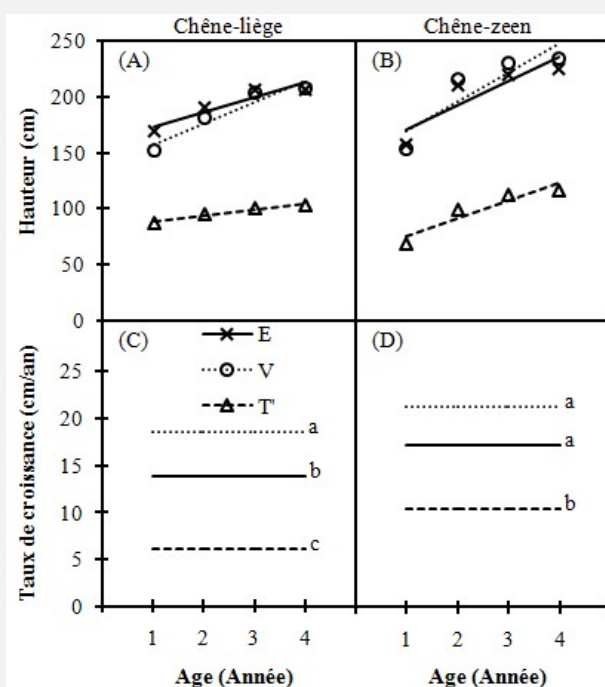 Chêne-liège Chêne-zeen
(A) (B)
Hauteur (cm)
250
200
150
100
50
0
(C) (D)
Taux de croissance (cm/an)
E
V
T'
25
20
15
10
5
0
a
b
c
a
a
b
1 2 3 4 1 2 3 4
Age (Année) Age (Année)